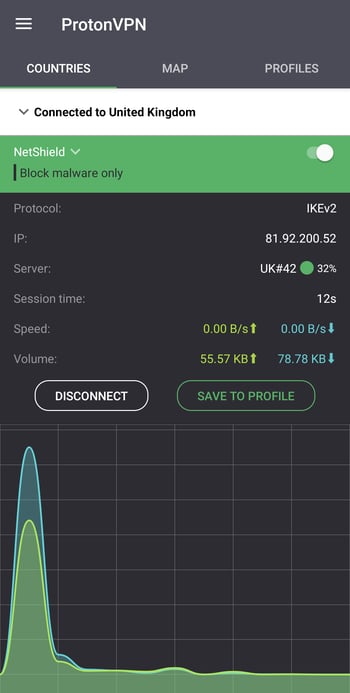 ProtonVPN
COUNTRIES MAP PROFILES
Connected to United Kingdom
NetShield
Block malware only
Protocol: IKEv2
IP: 81.92.200.52
Server: UK#42 32%
Session time: 12s
Speed: 0.00 B/s 0.00 B/s
Volume: 55.57 KB 78.78 KB
DISCONNECT SAVE TO PROFILE